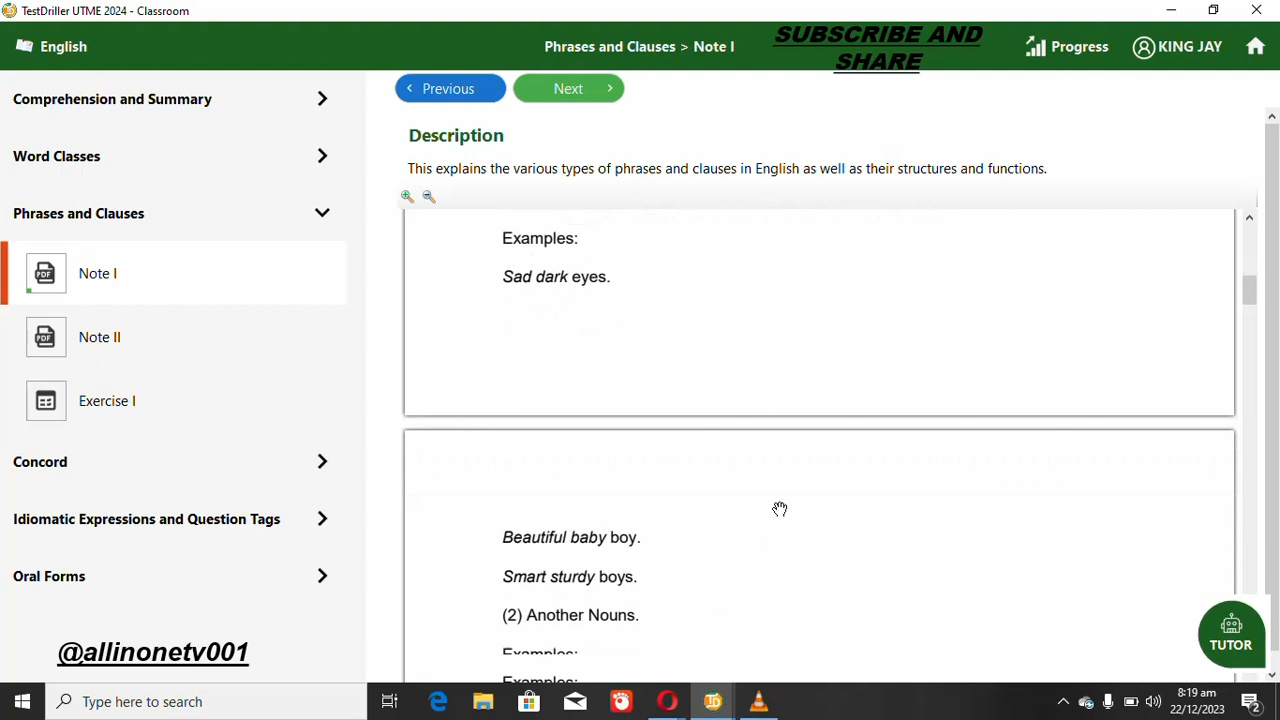 TestDriller UTME 2024 - Classroom
English
Phrases and Clauses > Note I
SUBSCRIBE AND
SHARE
Progress
KING JAY
Comprehension and Summary
Word Classes
Phrases and Clauses
Note I
Note II
Exercise I
Concord
Idiomatic Expressions and Question Tags
Oral Forms
@allinonetv001
Previous
Next
Description
This explains the various types of phrases and clauses in English as well as their structures and functions.
Examples:
Sad dark eyes.
Beautiful baby boy.
Smart sturdy boys.
(2) Another Nouns.
Examples:
Examples:
TUTOR
Type here to search
8:19 am
22/12/2023
2